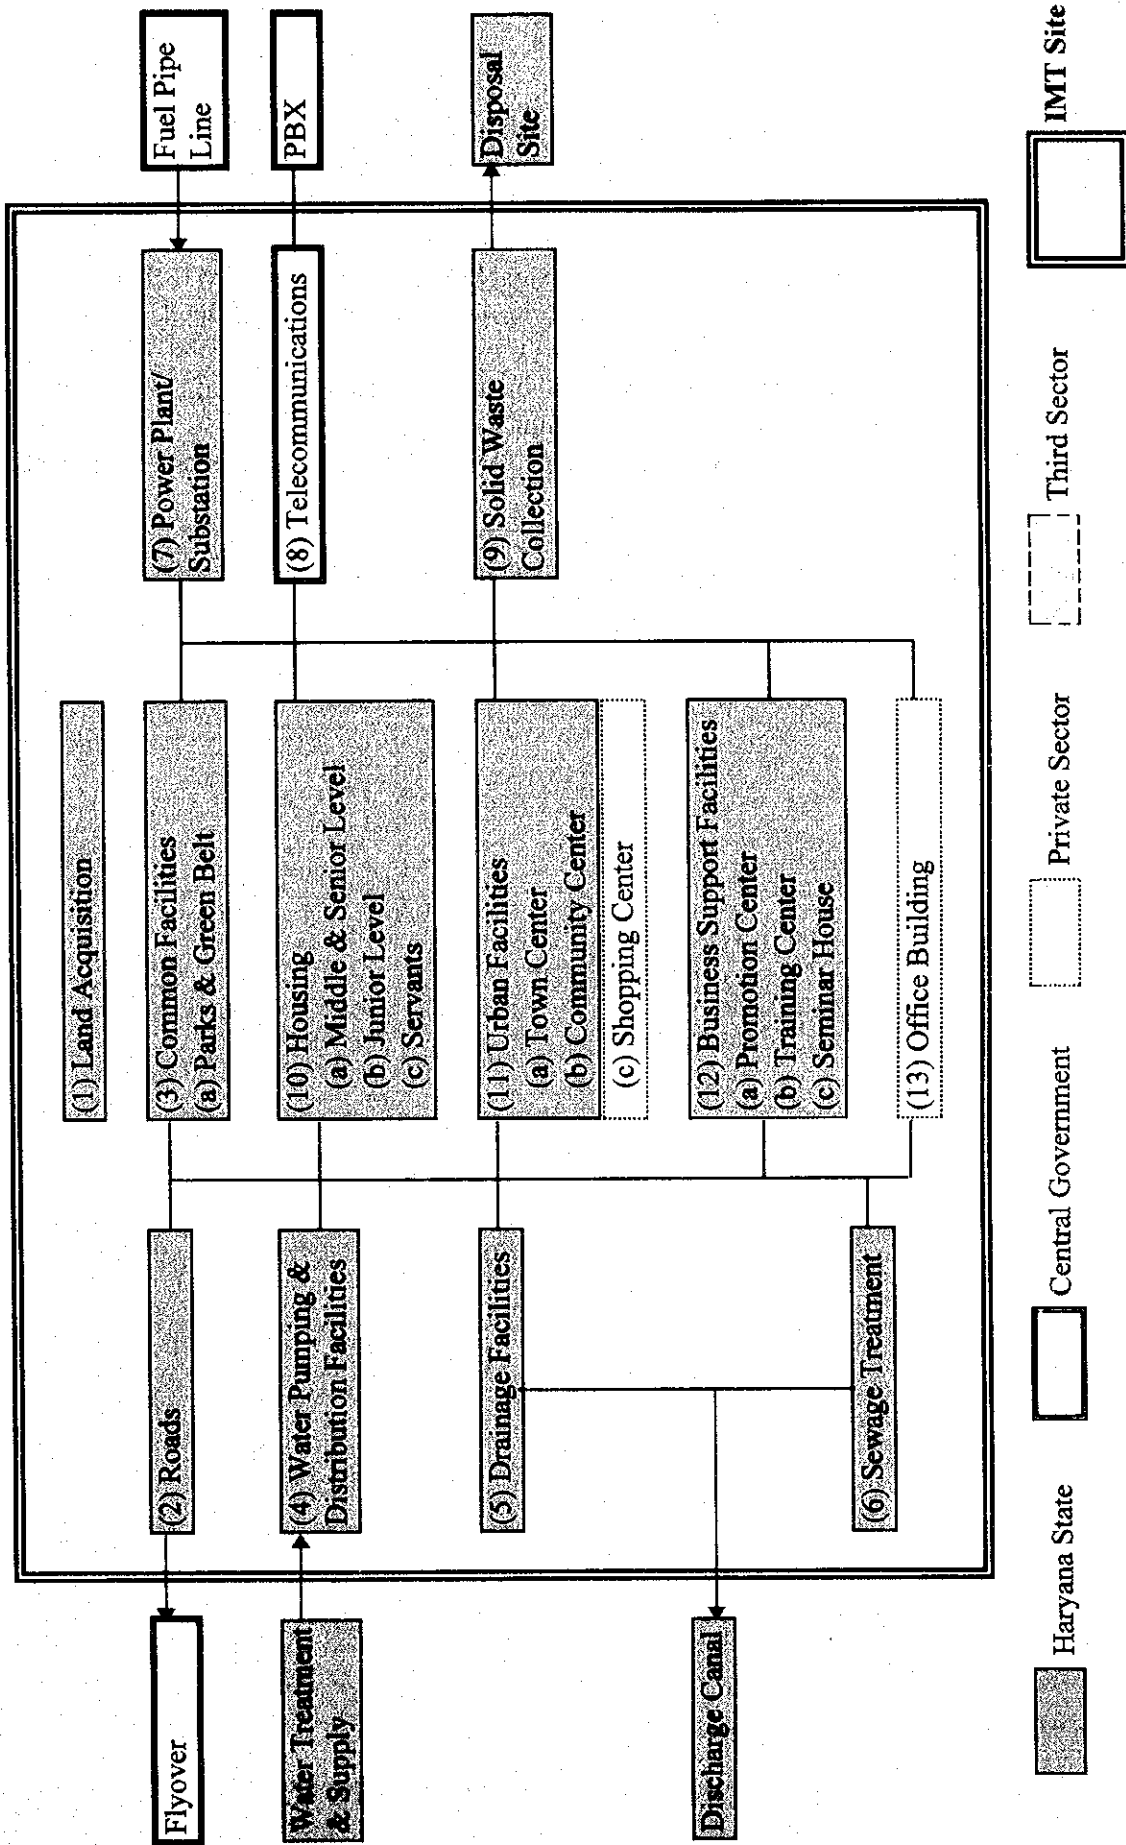 Flyover
Water Treatment
& Supply
Discharge Canal
(2) Roads
(4) Water Pumping &
Distribution Facilities
(5) Drainage Facilities
(6) Sewage Treatment
(1) Land Acquisition
(3) Common Facilities
(a) Parks & Green Belt
(10) Housing
(a) Middle & Senior Level
(b) Junior Level
(c) Servants
(11) Urban Facilities
(a) Town Center
(b) Community Center
(c) Shopping Center
(12) Business Support Facilities
(a) Promotion Center
(b) Training Center
(c) Seminar House
(13) Office Building
(7) Power Plant/
Substation
(8) Telecommunications
(9) Solid Waste
Collection
Fuel Pipe
Line
PBX
Disposal
Site
Haryana State
Central Government
Private Sector
Third Sector
IMT Site